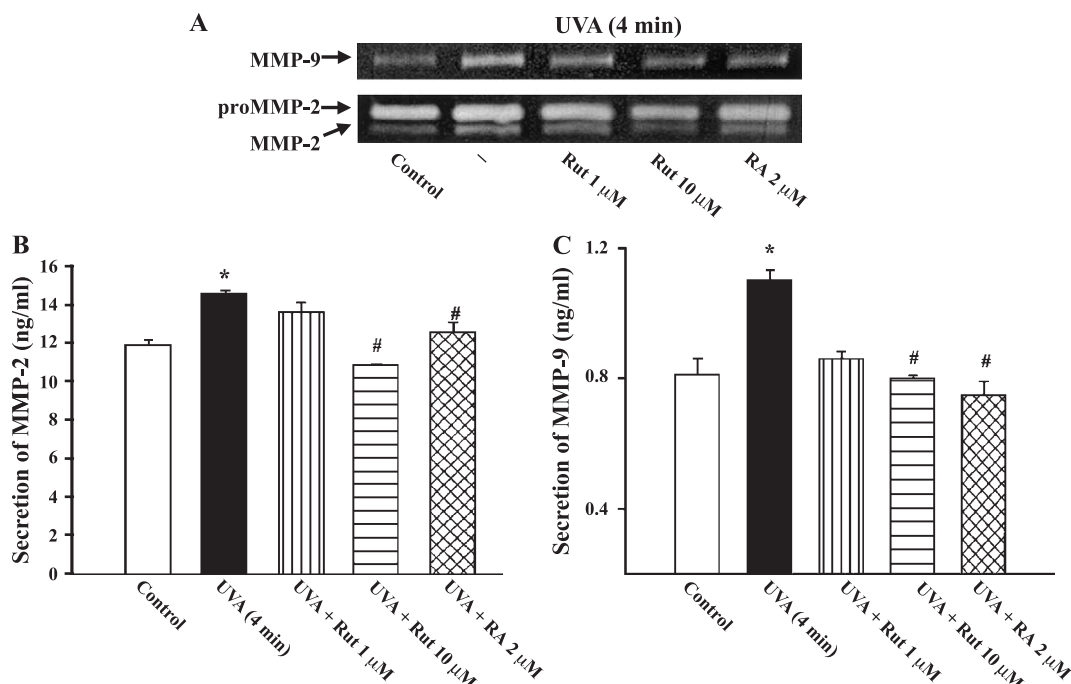 A
UVA (4 min)
MMP-9
proMMP-2
MMP-2
Control
–
Rut 1 μM
Rut 10 μM
RA 2 μM
B
Secretion of MMP-2 (ng/ml)
16
14
12
10
8
6
4
2
0
*
#
#
Control
UVA (4 min)
UVA + Rut 1 μM
UVA + Rut 10 μM
UVA + RA 2 μM
C
Secretion of MMP-9 (ng/ml)
1.2
0.8
0.4
*
#
#
Control
UVA (4 min)
UVA + Rut 1 μM
UVA + Rut 10 μM
UVA + RA 2 μM